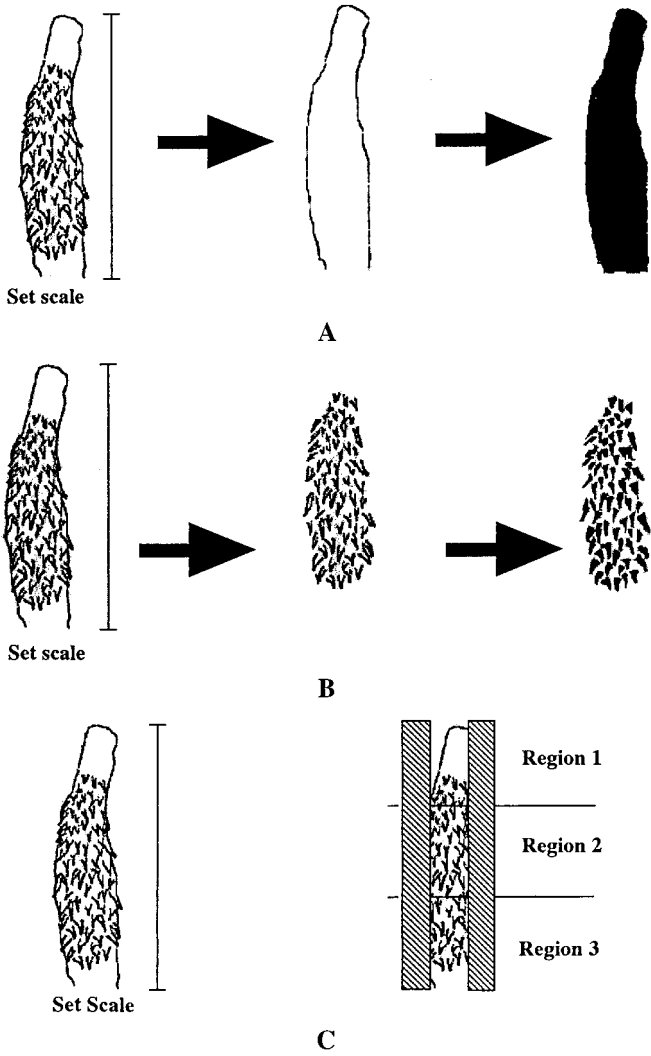 Set scale
A
Set scale
B
Region 1
Region 2
Region 3
Set Scale
C